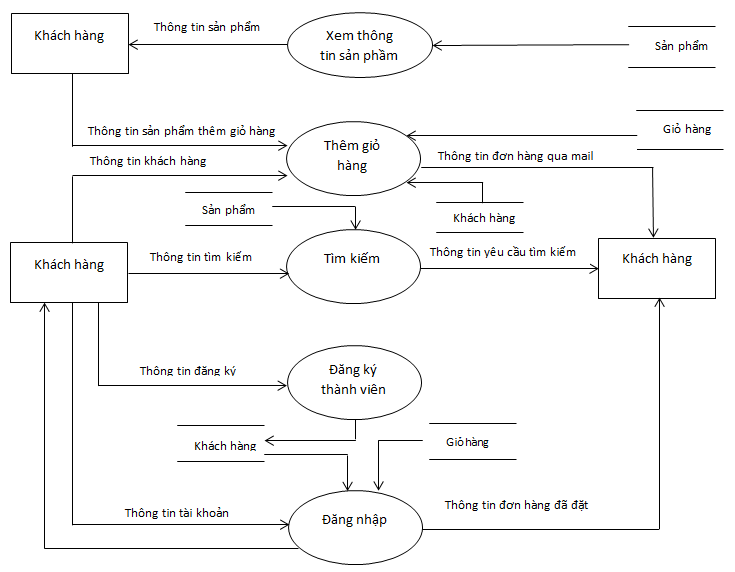 Khách hàng
Thông tin sản phẩm
Xem thông
tin sản phầm
Sản phẩm
Thông tin sản phẩm thêm giỏ hàng
Thêm giỏ
hàng
Giỏ hàng
Thông tin khách hàng
Thông tin đơn hàng qua mail
Sản phẩm
Khách hàng
Khách hàng
Thông tin tìm kiếm
Tìm kiếm
Thông tin yêu cầu tìm kiếm
Khách hàng
Thông tin đăng ký
Đăng ký
thành viên
Khách hàng
Giỏ hàng
Thông tin tài khoản
Đăng nhập
Thông tin đơn hàng đã đặt